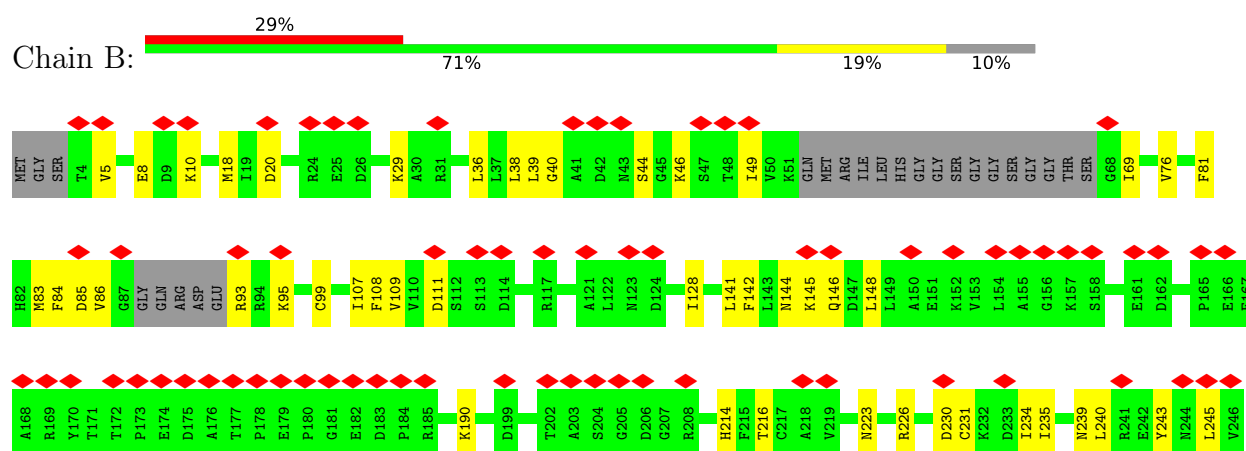 29%
Chain B:
71% 19% 10%
MET GLY SER T4 V5 E8 D9 K10 M18 I19 D20 R24 E25 D26 K29 A30 R31 L36 L37 L38 L39 G40 A41 D42 N43 S44 G45 K46 S47 T48 I49 V50 K51 GLN MET ARG ILE LEU HIS GLY GLY SER GLY GLY SER GLY GLY THR SER G68 I69 V76 F81
H82 M83 F84 D85 V86 G87 GLY GLN ARG ASP GLU R93 R94 K95 C99 I107 F108 V109 V110 D111 S112 S113 D114 R117 A121 L122 N123 D124 I128 L141 F142 L143 N144 K145 Q146 D147 L148 L149 A150 E151 K152 V153 L154 A155 G156 K157 S158 E161 D162 P165 E166
A168 R169 Y170 T171 T172 P173 E174 D175 A176 T177 P178 E179 P180 G181 E182 D183 P184 R185 K190 D199 T202 A203 S204 G205 D206 G207 R208 H214 F215 T216 C217 A218 V219 N223 R226 D230 C231 K232 D233 I234 I235 N239 L240 R241 E242 Y243 N244 L245 V246